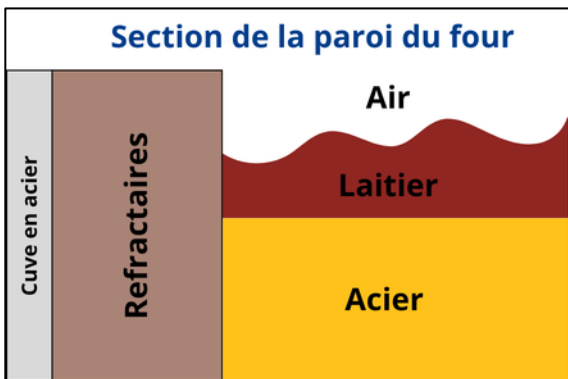 Section de la paroi du four
Air
Cuve en acier
Refractaires
Laitier
Acier